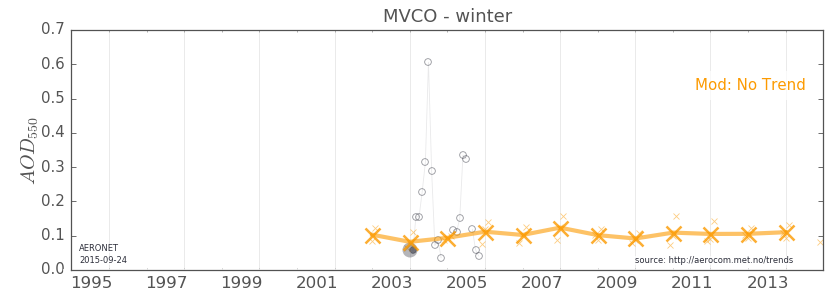 MVCO - winter
0.7
0.6
0.5
0.4
0.3
0.2
0.1
0.0
AOD550
Mod: No Trend
AERONET
2015-09-24
source: http://aerocom.met.no/trends
1995 1997 1999 2001 2003 2005 2007 2009 2011 2013